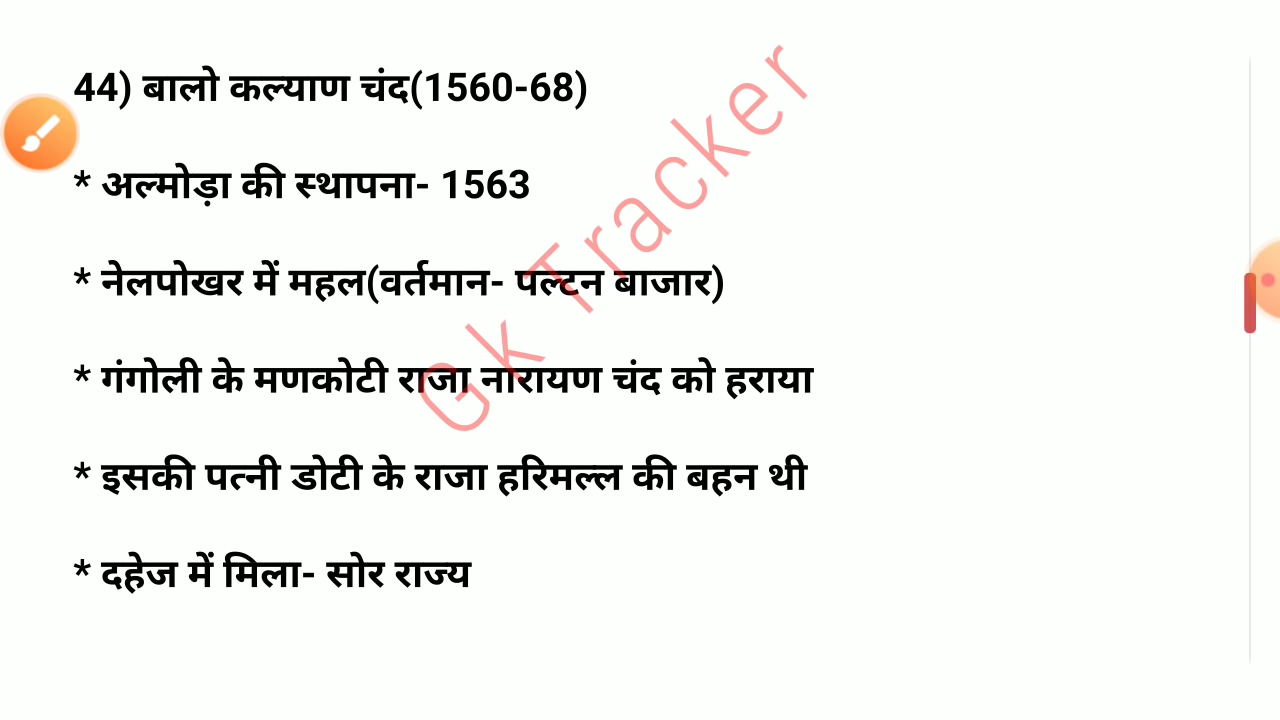 44) बालो कल्याण चंद(1560-68)
* अल्मोड़ा की स्थापना- 1563
* नेलपोखर में महल(वर्तमान- पल्टन बाजार)
* गंगोली के मणकोटी राजा नारायण चंद को हराया
* इसकी पत्नी डोटी के राजा हरिमल्ल की बहन थी
* दहेज में मिला- सोर राज्य
Gk Tracker